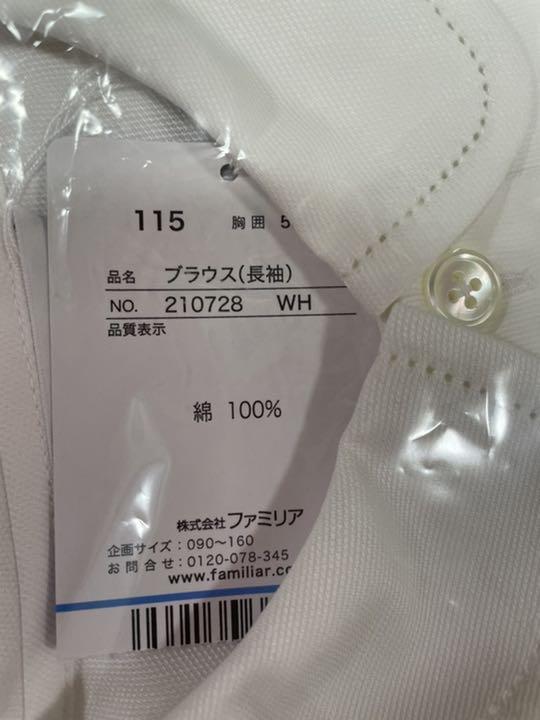 115 胸囲 5
品名 ブラウス(長袖)
NO. 210728 WH
品質表示
綿 100%
株式会社ファミリア
企画サイズ:090〜160
お問合せ:0120-078-345
www.familiar.co